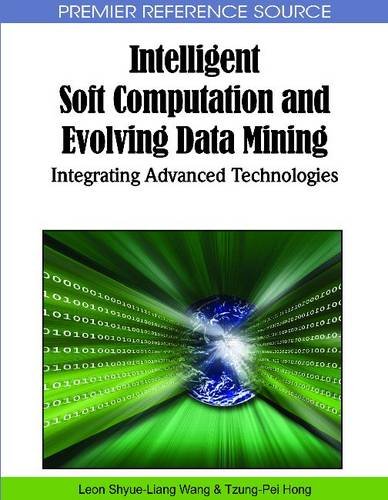 PREMIER REFERENCE SOURCE
Intelligent
Soft Computation and
Evolving Data Mining
Integrating Advanced Technologies
Leon Shyue-Liang Wang & Tzung-Pei Hong